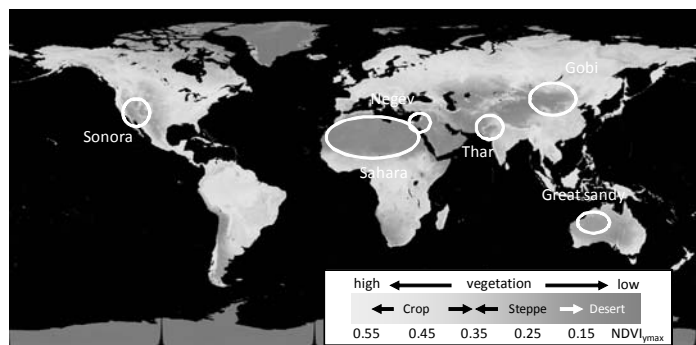 Gobi
Negev
Sonora
Thar
Sahara
Great sandy
high vegetation low
Crop Steppe Desert
0.55 0.45 0.35 0.25 0.15 NDVIymax